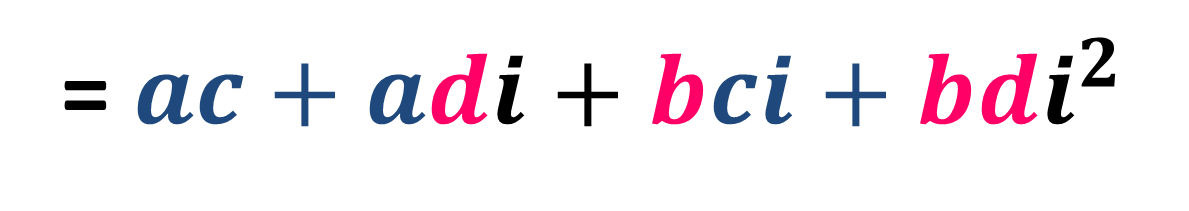 = ac + adi + bci + bdi²